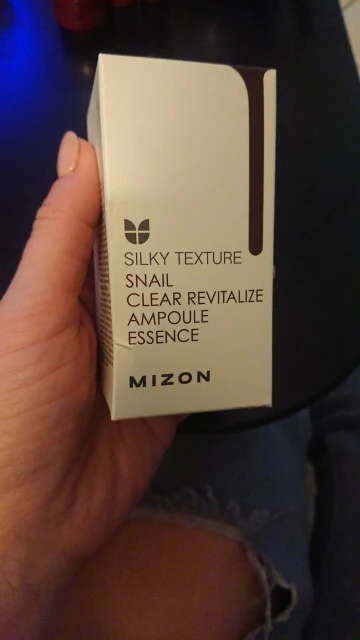 SILKY TEXTURE
SNAIL
CLEAR REVITALIZE
AMPOULE
ESSENCE
MIZON